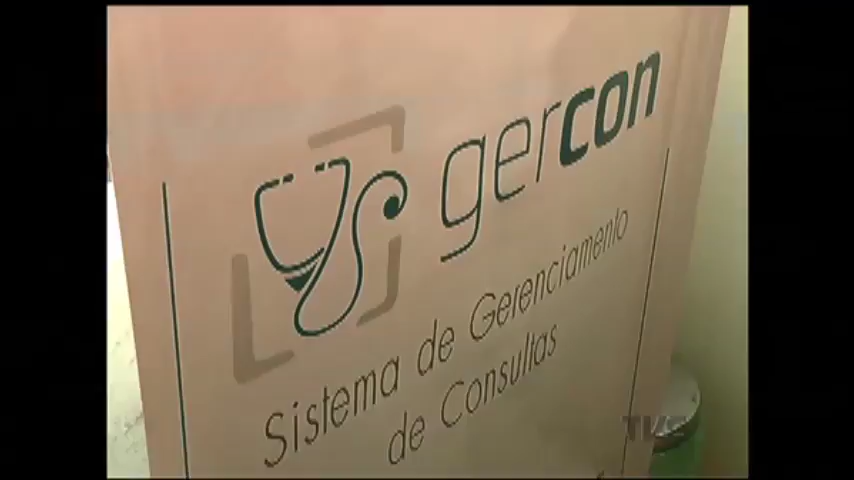 gercon
Sistema de Gerenciamento
de Consultas